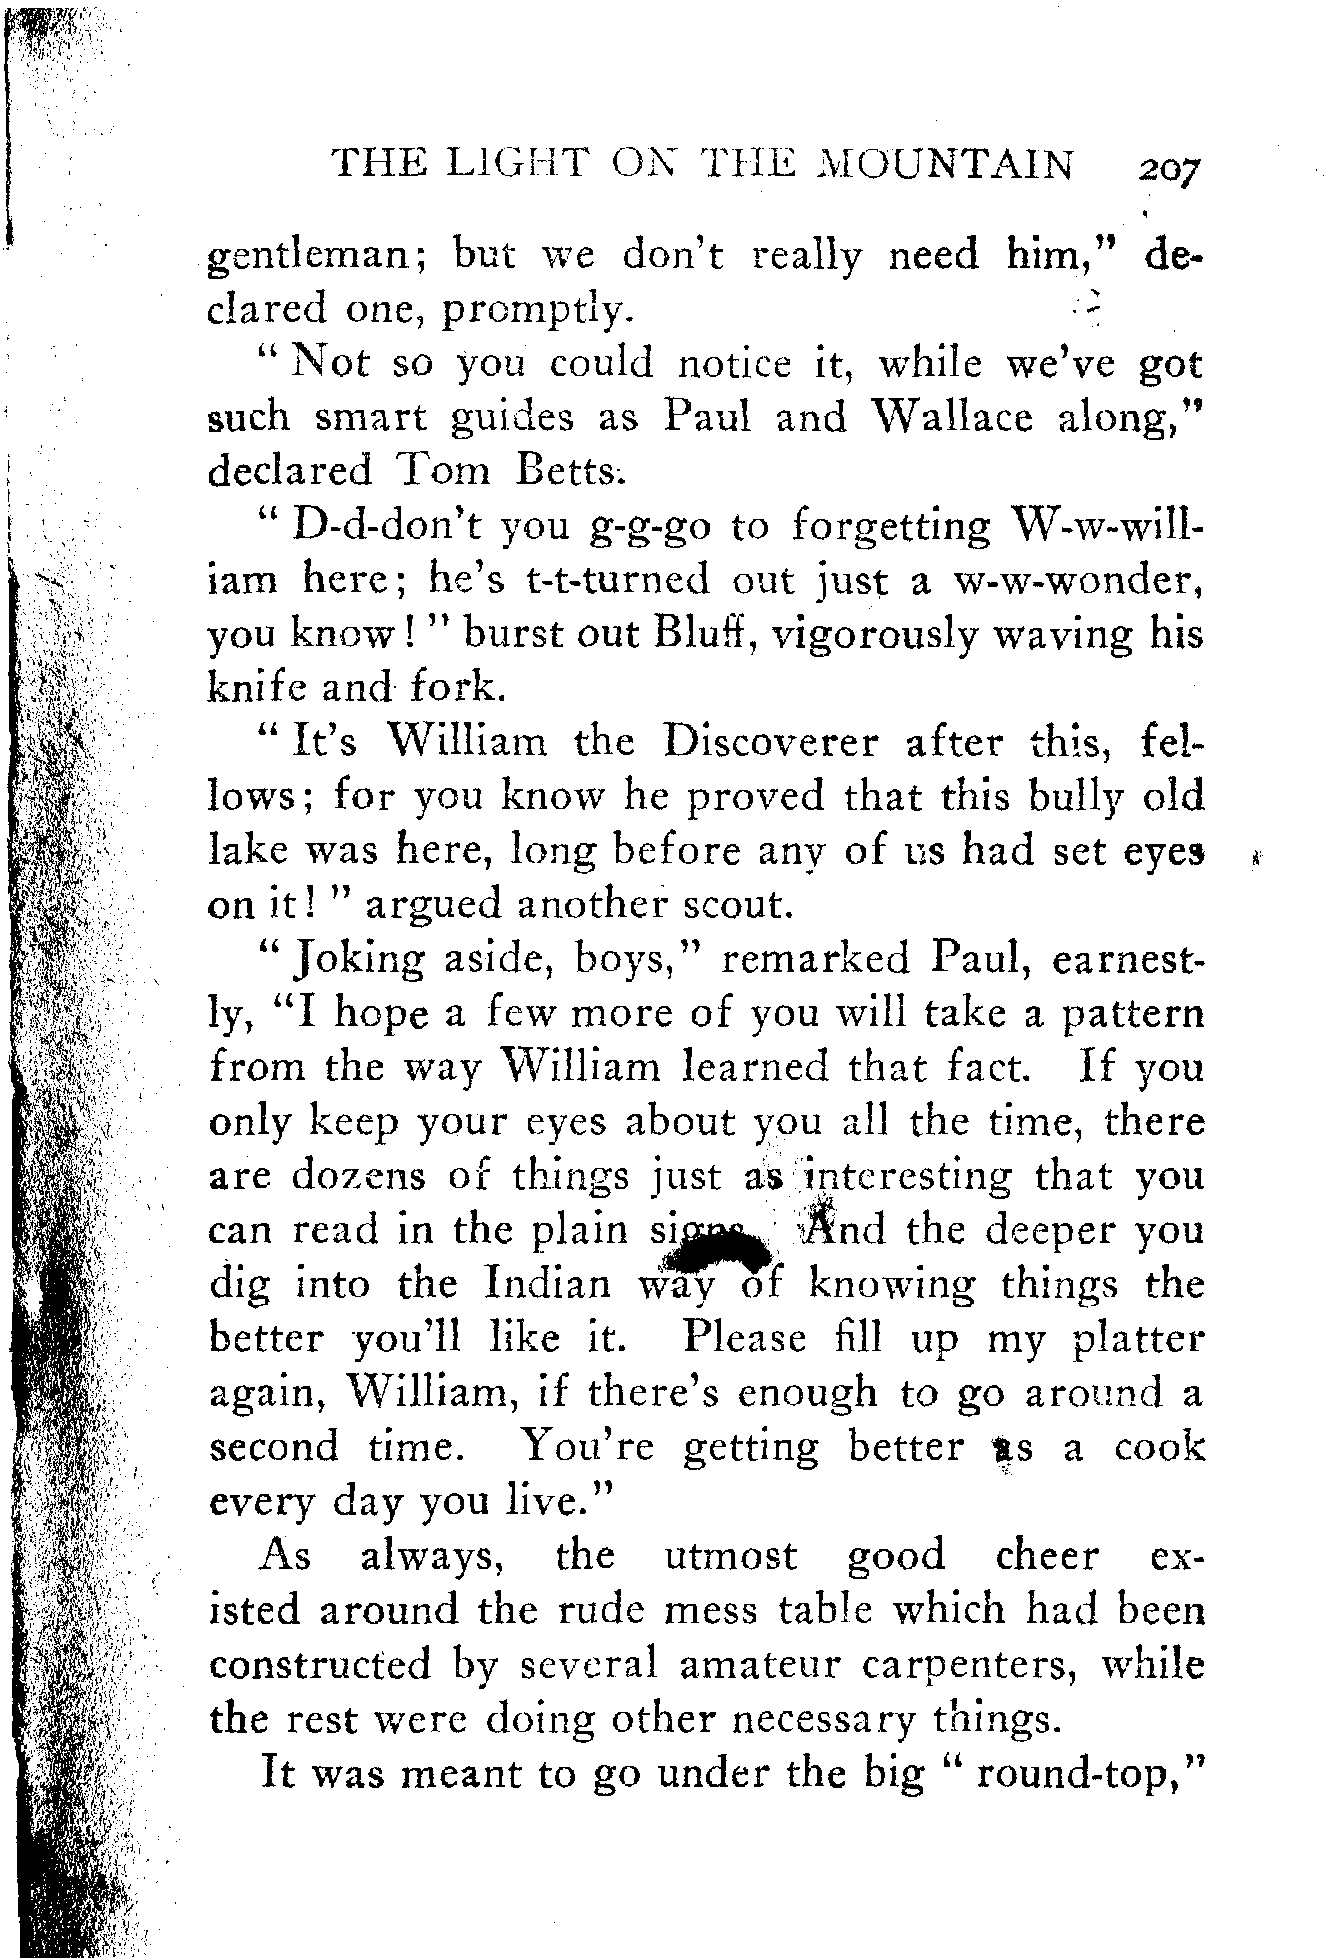 THE LIGHT ON THE MOUNTAIN 207
gentleman; but we don't really need him," de-
clared one, promptly.
" Not so you could notice it, while we've got
such smart guides as Paul and Wallace along,"
declared Tom Betts.
" D-d-don't you g-g-go to forgetting W-w-will-
iam here; he's t-t-turned out just a w-w-wonder,
you know! " burst out Bluff, vigorously waving his
knife and fork.
" It's William the Discoverer after this, fel-
lows; for you know he proved that this bully old
lake was here, long before any of us had set eyes
on it! " argued another scout.
" Joking aside, boys," remarked Paul, earnest-
ly, "I hope a few more of you will take a pattern
from the way William learned that fact. If you
only keep your eyes about you all the time, there
are dozens of things just as interesting that you
can read in the plain signs. And the deeper you
dig into the Indian way of knowing things the
better you'll like it. Please fill up my platter
again, William, if there's enough to go around a
second time. You're getting better as a cook
every day you live."
As always, the utmost good cheer ex-
isted around the rude mess table which had been
constructed by several amateur carpenters, while
the rest were doing other necessary things.
It was meant to go under the big " round-top,"